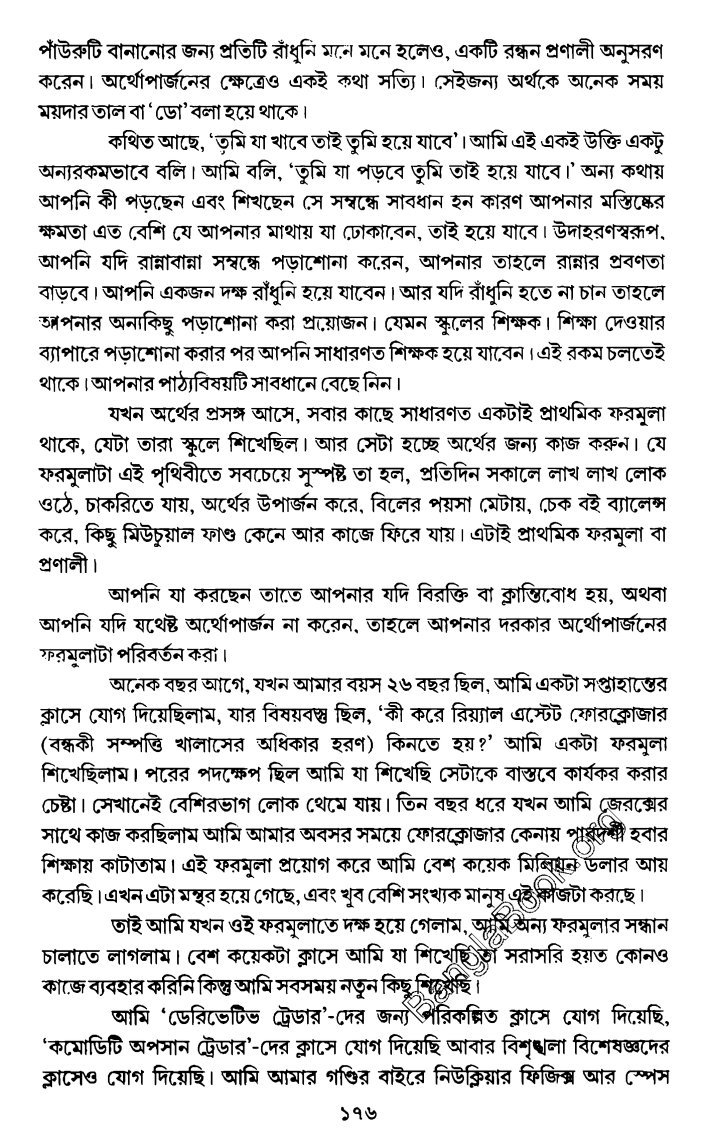 পাঁউরুটি বানানোর জন্য প্রতিটি রাঁধুনি মনে মনে হলেও, একটি রন্ধন প্রণালী অনুসরণ
করেন। অর্থোপার্জনের ক্ষেত্রেও একই কথা সত্যি। সেইজন্য অর্থকে অনেক সময়
ময়দার তাল বা ‘ডো’ বলা হয়ে থাকে।
কথিত আছে, ‘তুমি যা খাবে তাই তুমি হয়ে যাবে’। আমি এই একই উক্তি একটু
অন্যরকমভাবে বলি। আমি বলি, ‘তুমি যা পড়বে তুমি তাই হয়ে যাবে।’ অন্য কথায়
আপনি কী পড়ছেন এবং শিখছেন সে সম্বন্ধে সাবধান হন কারণ আপনার মস্তিষ্কের
ক্ষমতা এত বেশি যে আপনার মাথায় যা ঢোকাবেন, তাই হয়ে যাবে। উদাহরণস্বরূপ,
আপনি যদি রান্নাবান্না সম্বন্ধে পড়াশোনা করেন, আপনার তাহলে রান্নার প্রবণতা
বাড়বে। আপনি একজন দক্ষ রাঁধুনি হয়ে যাবেন। আর যদি রাঁধুনি হতে না চান তাহলে
আপনার অন্যকিছু পড়াশোনা করা প্রয়োজন। যেমন স্কুলের শিক্ষক। শিক্ষা দেওয়ার
ব্যাপারে পড়াশোনা করার পর আপনি সাধারণত শিক্ষক হয়ে যাবেন। এই রকম চলতেই
থাকে। আপনার পাঠ্যবিষয়টি সাবধানে বেছে নিন।
যখন অর্থের প্রসঙ্গ আসে, সবার কাছে সাধারণত একটাই প্রাথমিক ফরমুলা
থাকে, যেটা তারা স্কুলে শিখেছিল। আর সেটা হচ্ছে অর্থের জন্য কাজ করুন। যে
ফরমুলাটা এই পৃথিবীতে সবচেয়ে সুস্পষ্ট তা হল, প্রতিদিন সকালে লাখ লাখ লোক
ওঠে, চাকরিতে যায়, অর্থের উপার্জন করে, বিলের পয়সা মেটায়, চেক বই ব্যালেন্স
করে, কিছু মিউচুয়াল ফাণ্ড কেনে আর কাজে ফিরে যায়। এটাই প্রাথমিক ফরমুলা বা
প্রণালী।
আপনি যা করছেন তাতে আপনার যদি বিরক্তি বা ক্লান্তিবোধ হয়, অথবা
আপনি যদি যথেষ্ট অর্থোপার্জন না করেন, তাহলে আপনার দরকার অর্থোপার্জনের
ফরমুলাটা পরিবর্তন করা।
অনেক বছর আগে, যখন আমার বয়স ২৬ বছর ছিল, আমি একটা সপ্তাহান্তের
ক্লাসে যোগ দিয়েছিলাম, যার বিষয়বস্তু ছিল, ‘কী করে রিয়্যাল এস্টেট ফোরক্লোজার
(বন্ধকী সম্পত্তি খালাসের অধিকার হরণ) কিনতে হয়?’ আমি একটা ফরমুলা
শিখেছিলাম। পরের পদক্ষেপ ছিল আমি যা শিখেছি সেটাকে বাস্তবে কার্যকর করার
চেষ্টা। সেখানেই বেশিরভাগ লোক থেমে যায়। তিন বছর ধরে যখন আমি জেরক্সের
সাথে কাজ করছিলাম আমি আমার অবসর সময়ে ফোরক্লোজার কেনায় পারদর্শী হবার
শিক্ষায় কাটাতাম। এই ফরমুলা প্রয়োগ করে আমি বেশ কয়েক মিলিয়ন ডলার আয়
করেছি। এখন এটা মন্থর হয়ে গেছে, এবং খুব বেশি সংখ্যক মানুষ এই কাজটা করছে।
তাই আমি যখন ওই ফরমুলাতে দক্ষ হয়ে গেলাম, আমি অন্য ফরমুলার সন্ধান
চালাতে লাগলাম। বেশ কয়েকটা ক্লাসে আমি যা শিখেছি তা সরাসরি হয়ত কোনও
কাজে ব্যবহার করিনি কিন্তু আমি সবসময় নতুন কিছু শিখেছি।
আমি ‘ডেরিভেটিভ ট্রেডার’-দের জন্য পরিকল্পিত ক্লাসে যোগ দিয়েছি,
‘কমোডিটি অপসান ট্রেডার’-দের ক্লাসে যোগ দিয়েছি আবার বিশৃঙ্খলা বিশেষজ্ঞদের
ক্লাসেও যোগ দিয়েছি। আমি আমার গণ্ডির বাইরে নিউক্লিয়ার ফিজিক্স আর স্পেস
১৭৬
BanglaBook.org